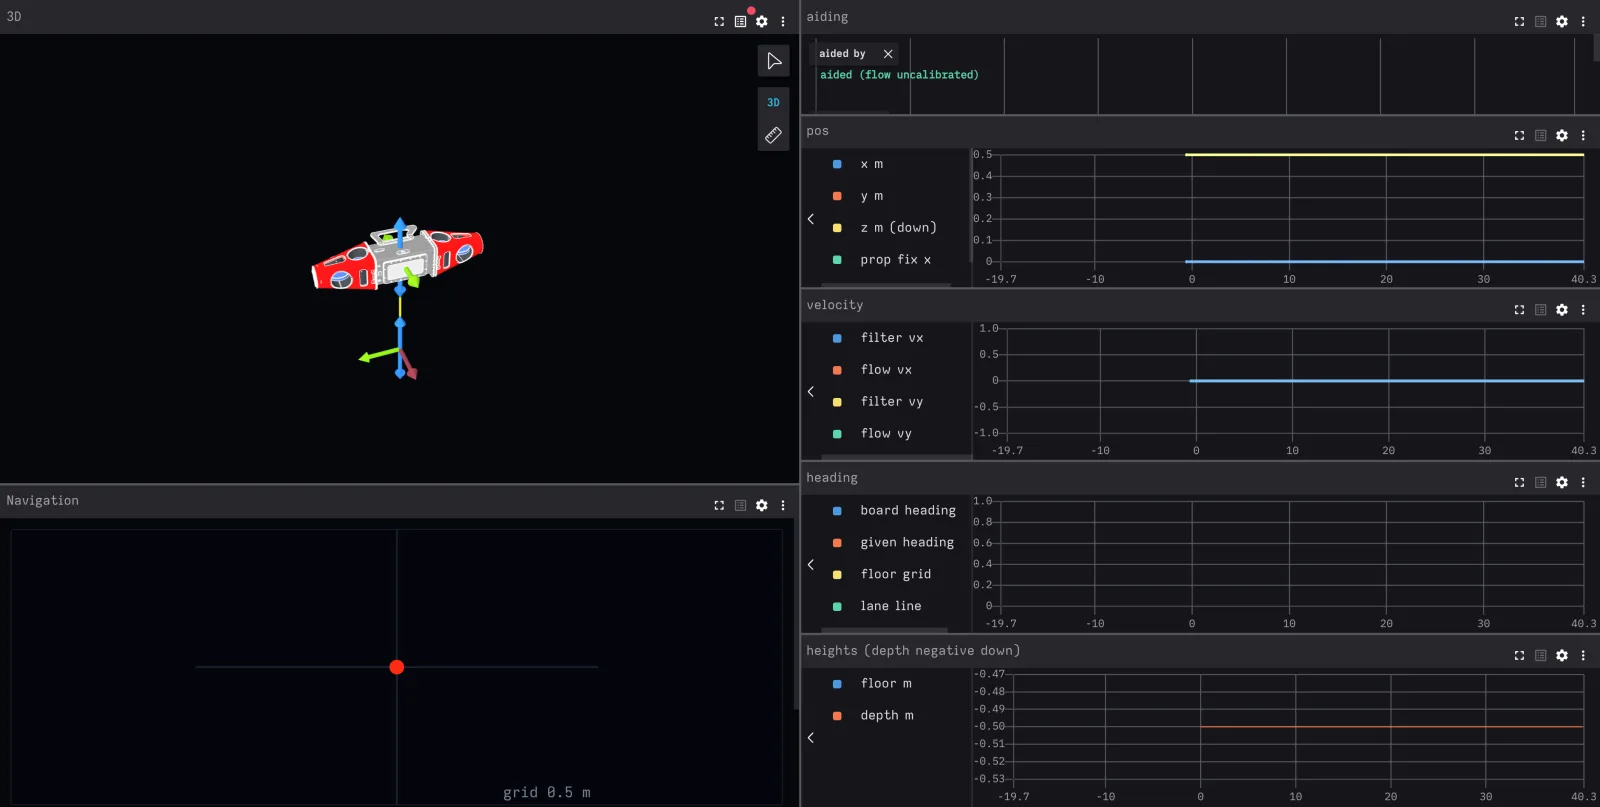 3D
3D
Navigation
grid 0.5 m
aiding
aided by
aided (flow uncalibrated)
pos
x m
y m
z m (down)
prop fix x
0.5
0.4
0.3
0.2
0.1
0
-19.7 -10 0 10 20 30 40.3
velocity
filter vx
flow vx
filter vy
flow vy
1.0
0.5
0
-0.5
-1.0
-19.7 -10 0 10 20 30 40.3
heading
board heading
given heading
floor grid
lane line
1.0
0.8
0.6
0.4
0.2
0
-19.7 -10 0 10 20 30 40.3
heights (depth negative down)
floor m
depth m
-0.47
-0.48
-0.49
-0.50
-0.51
-0.52
-0.53
-19.7 -10 0 10 20 30 40.3